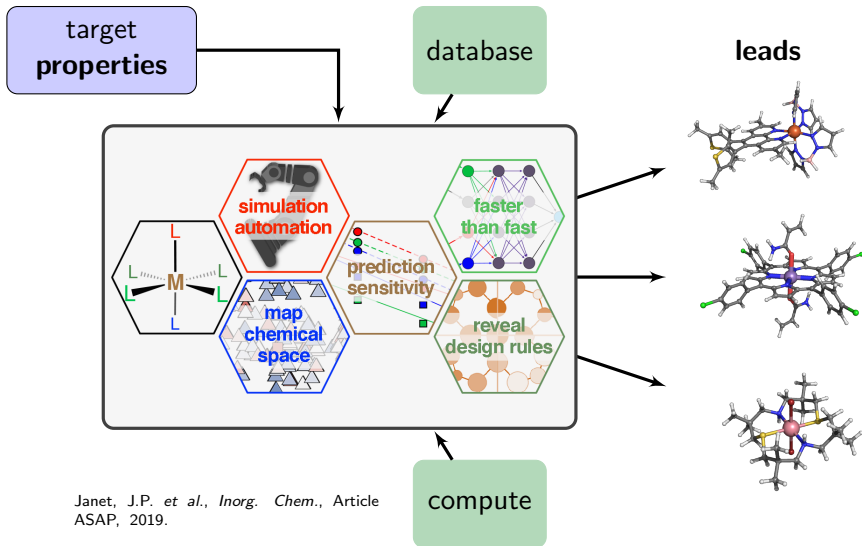 target
properties
database
leads
simulation
automation
faster
than fast
L
L
L
M
L
L
L
prediction
sensitivity
map
chemical
space
reveal
design rules
compute
Janet, J.P. et al., Inorg. Chem., Article
ASAP, 2019.